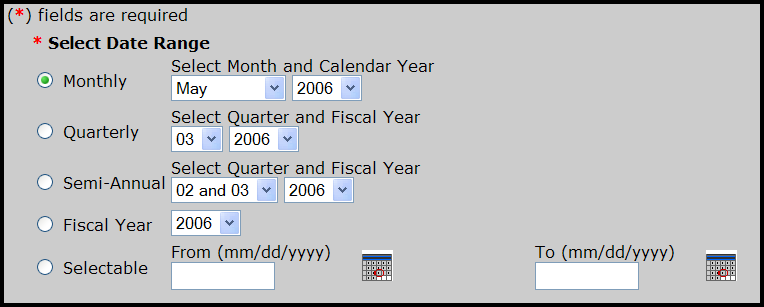 (*) fields are required
* Select Date Range
Select Month and Calendar Year
Monthly May 2006
Select Quarter and Fiscal Year
Quarterly 03 2006
Select Quarter and Fiscal Year
Semi-Annual 02 and 03 2006
Fiscal Year 2006
From (mm/dd/yyyy) To (mm/dd/yyyy)
Selectable